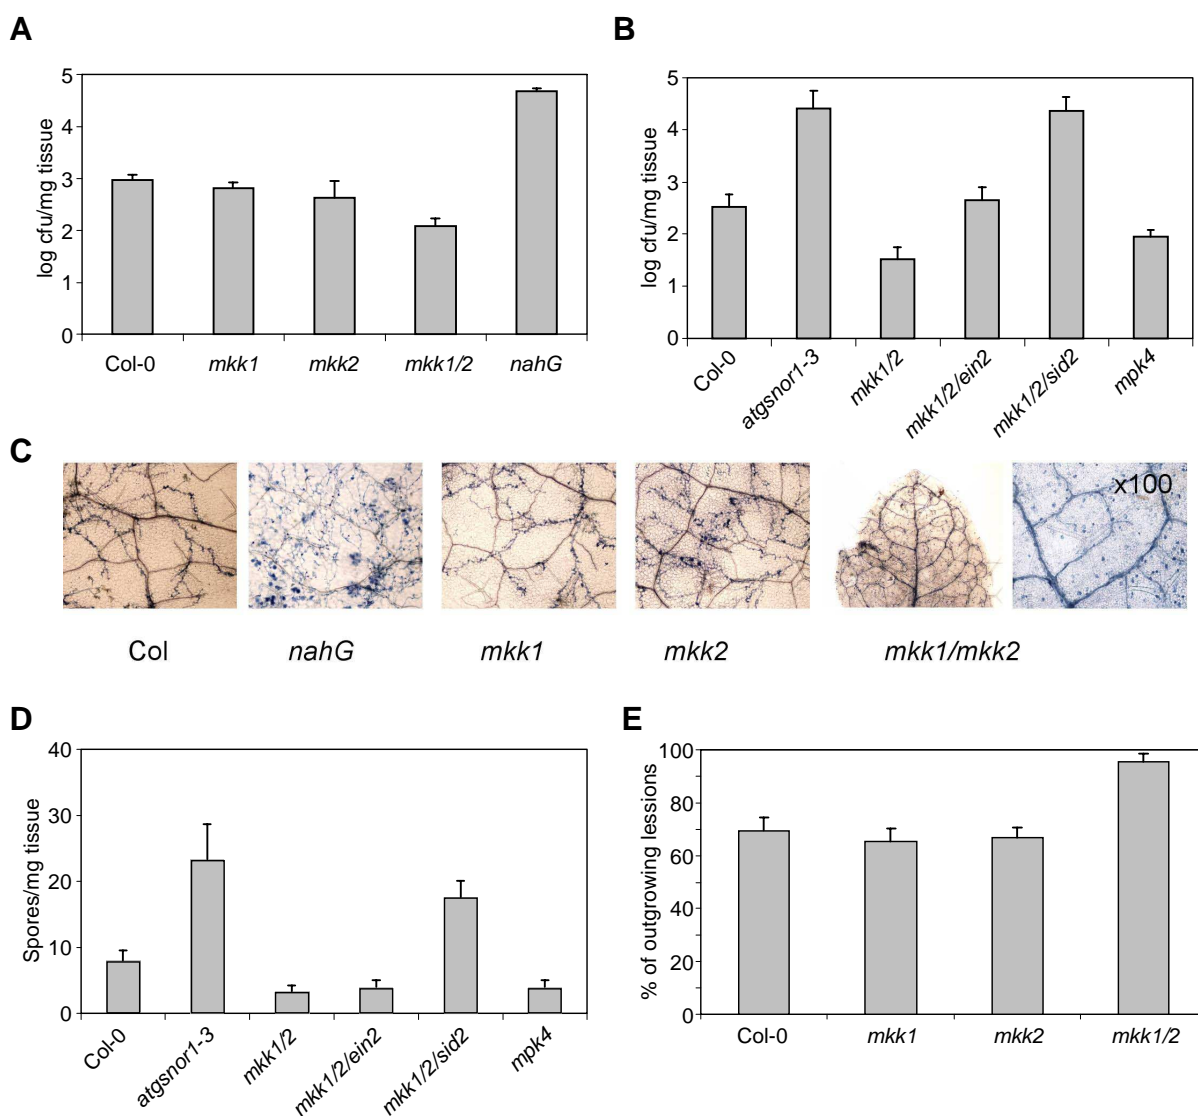 A
log cfu/mg tissue
5
4
3
2
1
0
Col-0 mkk1 mkk2 mkk1/2 nahG
B
log cfu/mg tissue
5
4
3
2
1
0
Col-0 atgsnor1-3 mkk1/2 mkk1/2/ein2 mkk1/2/sid2 mpk4
C
x100
Col nahG mkk1 mkk2 mkk1/mkk2
D
Spores/mg tissue
40
30
20
10
0
Col-0 atgsnor1-3 mkk1/2 mkk1/2/ein2 mkk1/2/sid2 mpk4
E
% of outgrowing lessions
100
80
60
40
20
00
Col-0 mkk1 mkk2 mkk1/2